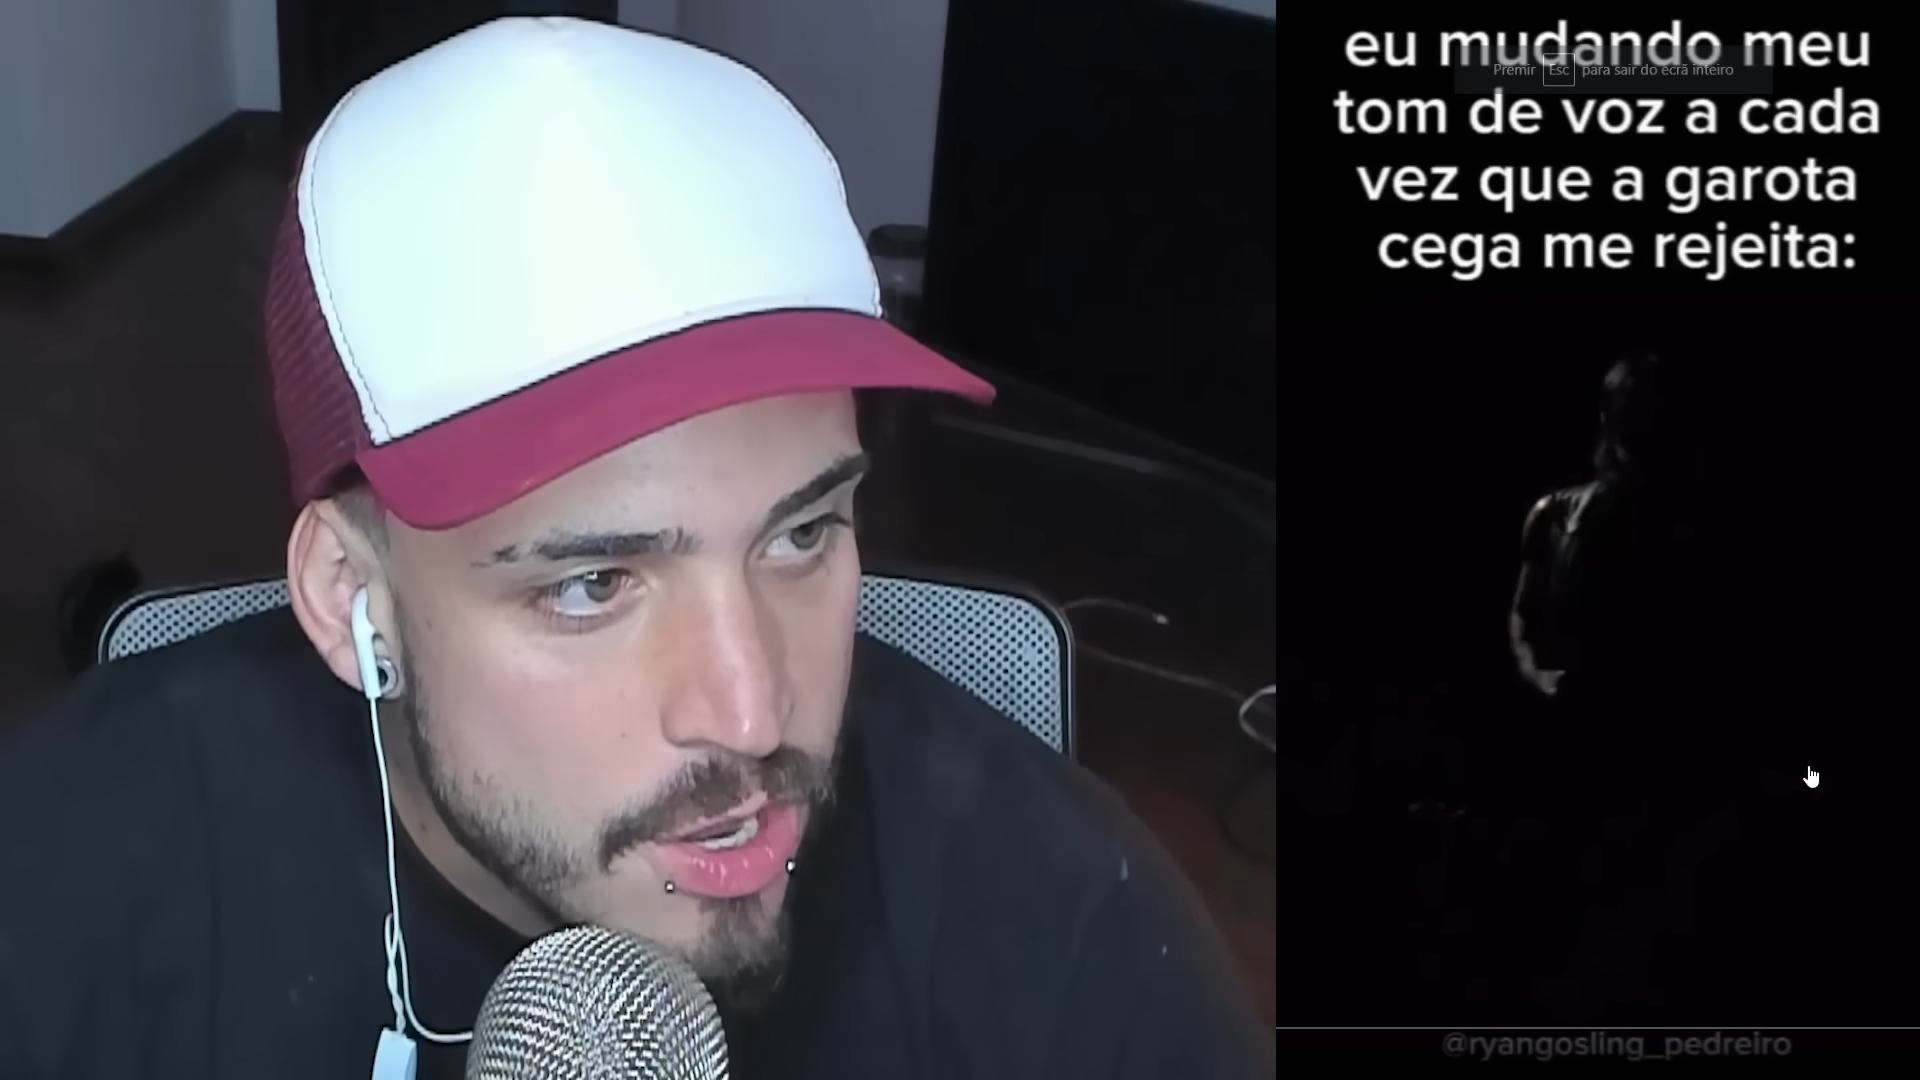 eu mudando meu
Premir Esc para sair do ecrã inteiro
tom de voz a cada
vez que a garota
cega me rejeita:
@ryangosling_pedreiro